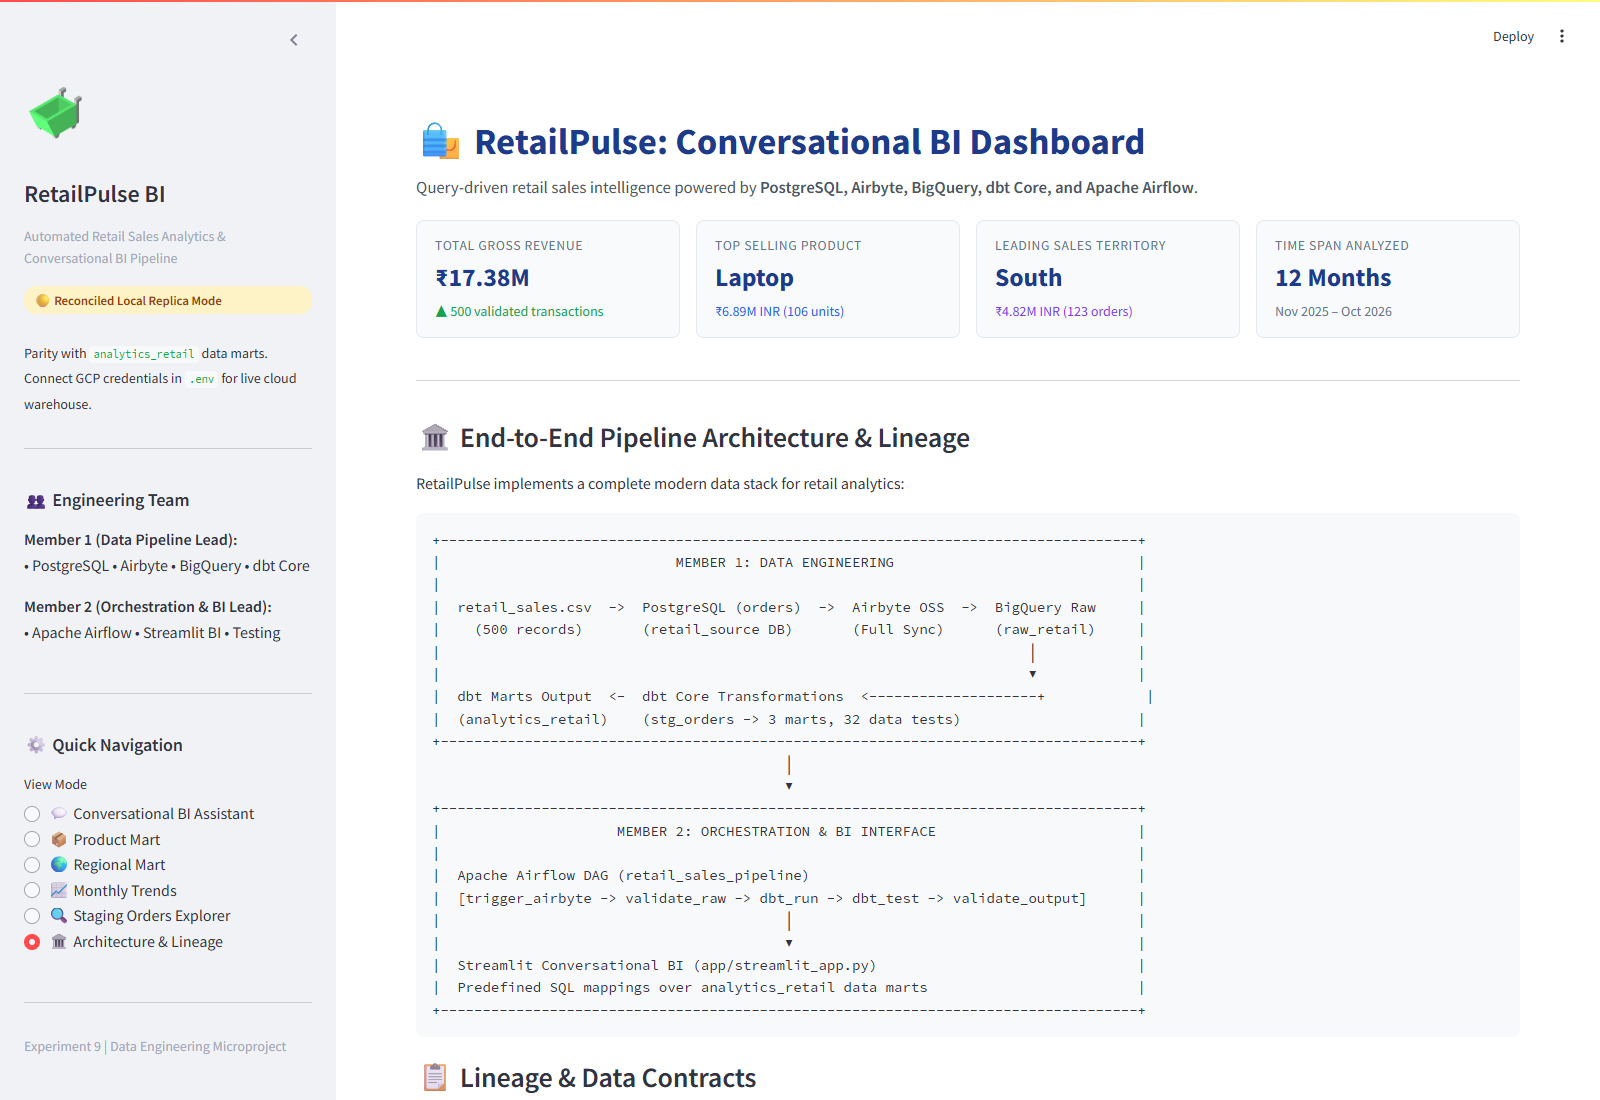 Deploy
RetailPulse BI
Automated Retail Sales Analytics &
Conversational BI Pipeline
Reconciled Local Replica Mode
Parity with analytics_retail data marts.
Connect GCP credentials in .env for live cloud
warehouse.
Engineering Team
Member 1 (Data Pipeline Lead):
• PostgreSQL • Airbyte • BigQuery • dbt Core
Member 2 (Orchestration & BI Lead):
• Apache Airflow • Streamlit BI • Testing
Quick Navigation
View Mode
Conversational BI Assistant
Product Mart
Regional Mart
Monthly Trends
Staging Orders Explorer
Architecture & Lineage
Experiment 9 | Data Engineering Microproject
RetailPulse: Conversational BI Dashboard
Query-driven retail sales intelligence powered by PostgreSQL, Airbyte, BigQuery, dbt Core, and Apache Airflow.
TOTAL GROSS REVENUE
₹17.38M
▲ 500 validated transactions
TOP SELLING PRODUCT
Laptop
₹6.89M INR (106 units)
LEADING SALES TERRITORY
South
₹4.82M INR (123 orders)
TIME SPAN ANALYZED
12 Months
Nov 2025 – Oct 2026
End-to-End Pipeline Architecture & Lineage
RetailPulse implements a complete modern data stack for retail analytics:
MEMBER 1: DATA ENGINEERING
retail_sales.csv -> PostgreSQL (orders) -> Airbyte OSS -> BigQuery Raw
(500 records) (retail_source DB) (Full Sync) (raw_retail)
dbt Marts Output <- dbt Core Transformations <--------------------+
(analytics_retail) (stg_orders -> 3 marts, 32 data tests)
MEMBER 2: ORCHESTRATION & BI INTERFACE
Apache Airflow DAG (retail_sales_pipeline)
[trigger_airbyte -> validate_raw -> dbt_run -> dbt_test -> validate_output]
Streamlit Conversational BI (app/streamlit_app.py)
Predefined SQL mappings over analytics_retail data marts
Lineage & Data Contracts